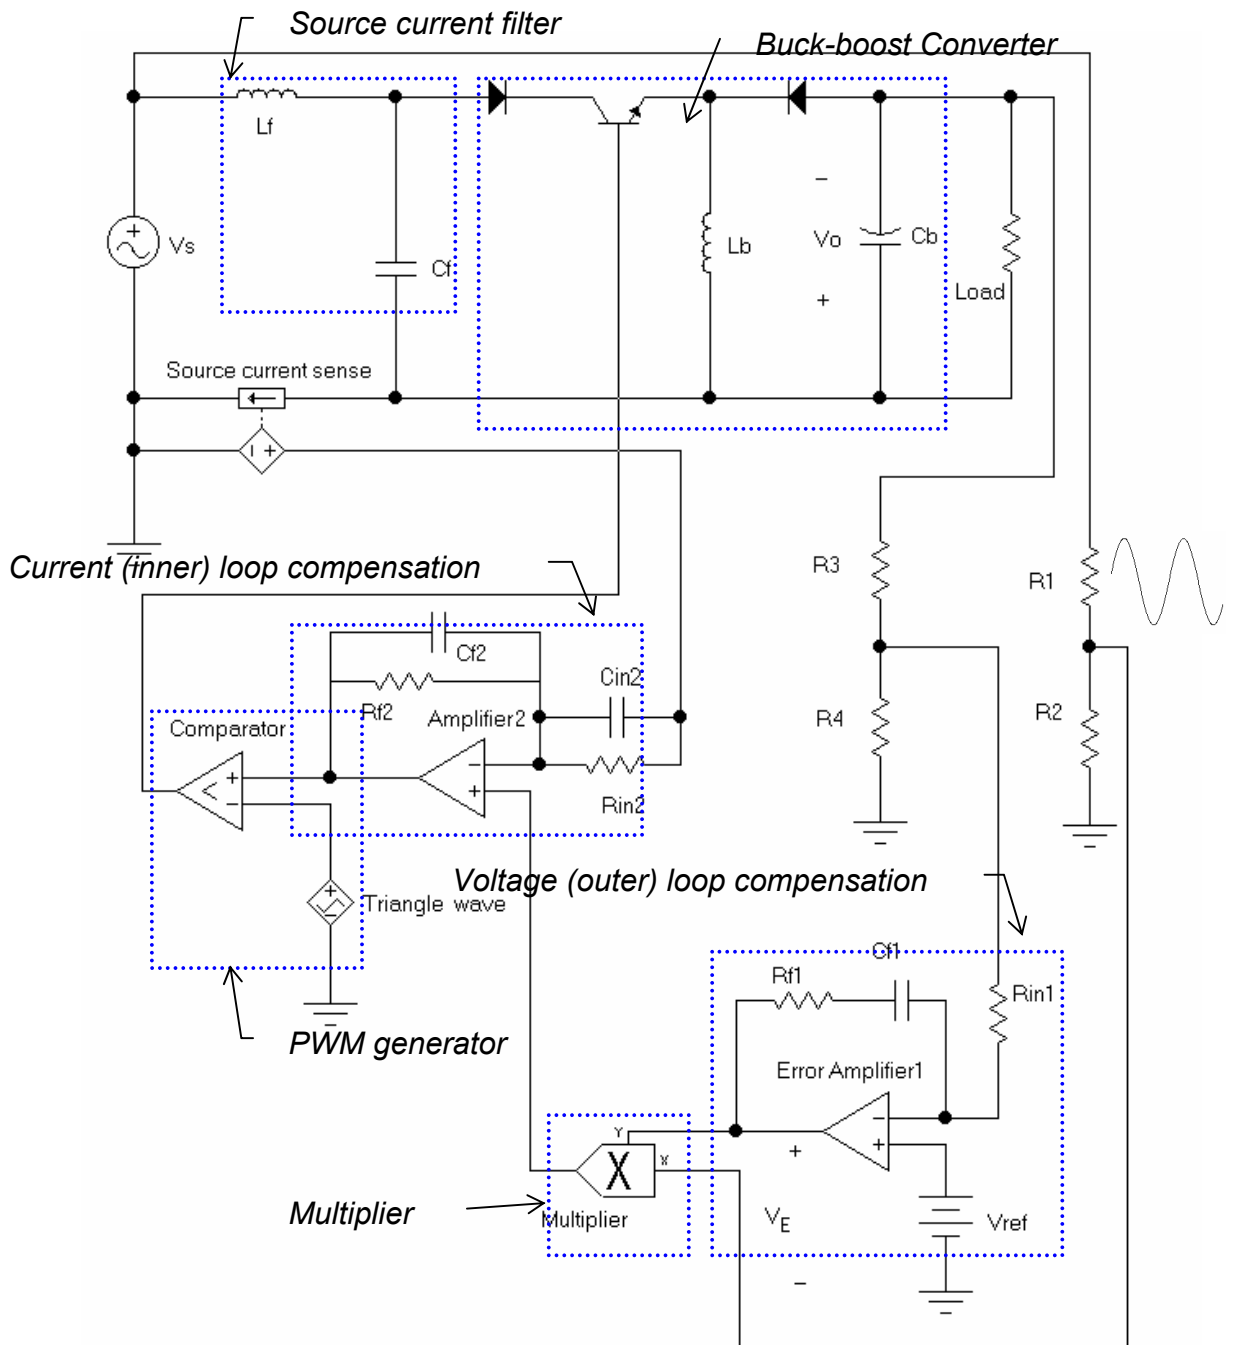 Source current filter
Buck-boost Converter
Lf
Vs
Cf
Lb
−
Vo
+
Cb
Load
Source current sense
Current (inner) loop compensation
R3
R1
Cf2
Rf2
Cin2
Amplifier2
Rin2
Comparator
R4
R2
Voltage (outer) loop compensation
Triangle wave
PWM generator
Cf1
Rf1
Rin1
Error Amplifier1
Y
X
X
Multiplier
Multiplier
+
VE
−
Vref